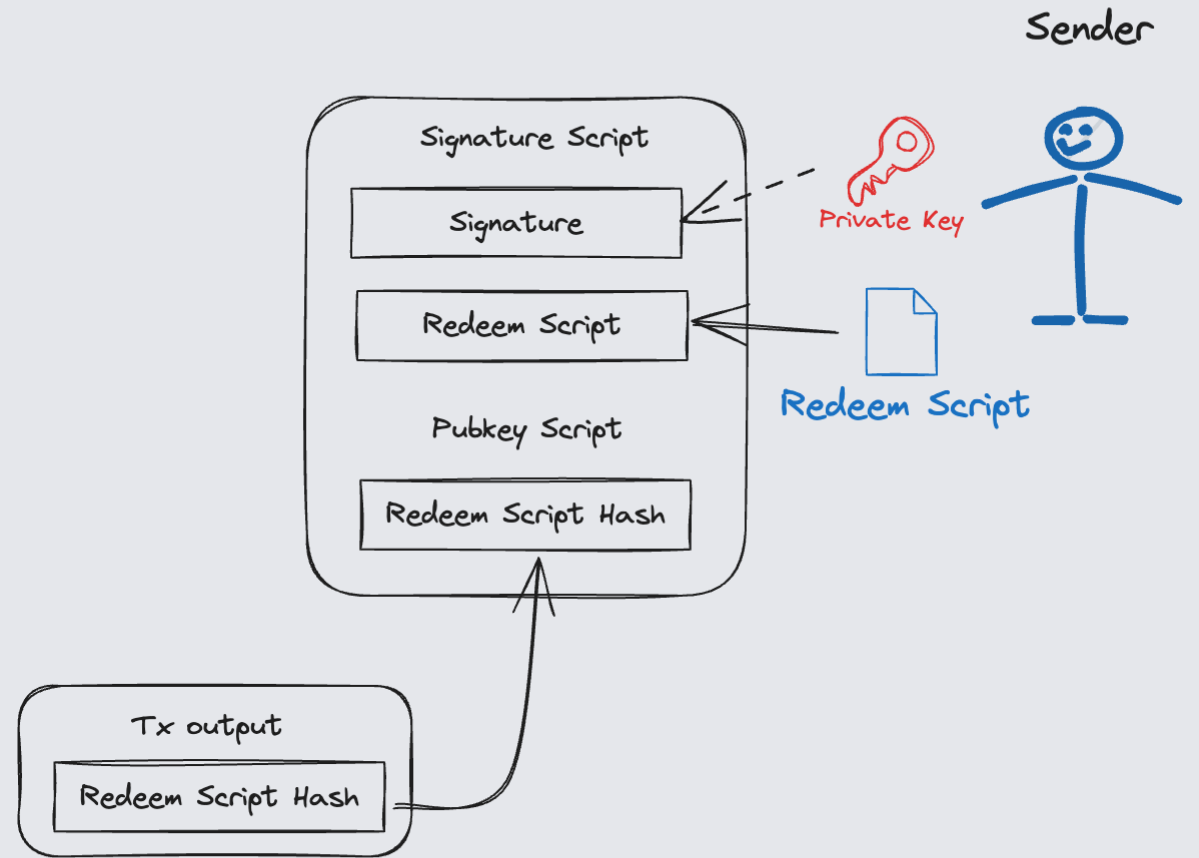 Sender
Signature Script
Signature
Private Key
Redeem Script
Redeem Script
Pubkey Script
Redeem Script Hash
Tx output
Redeem Script Hash